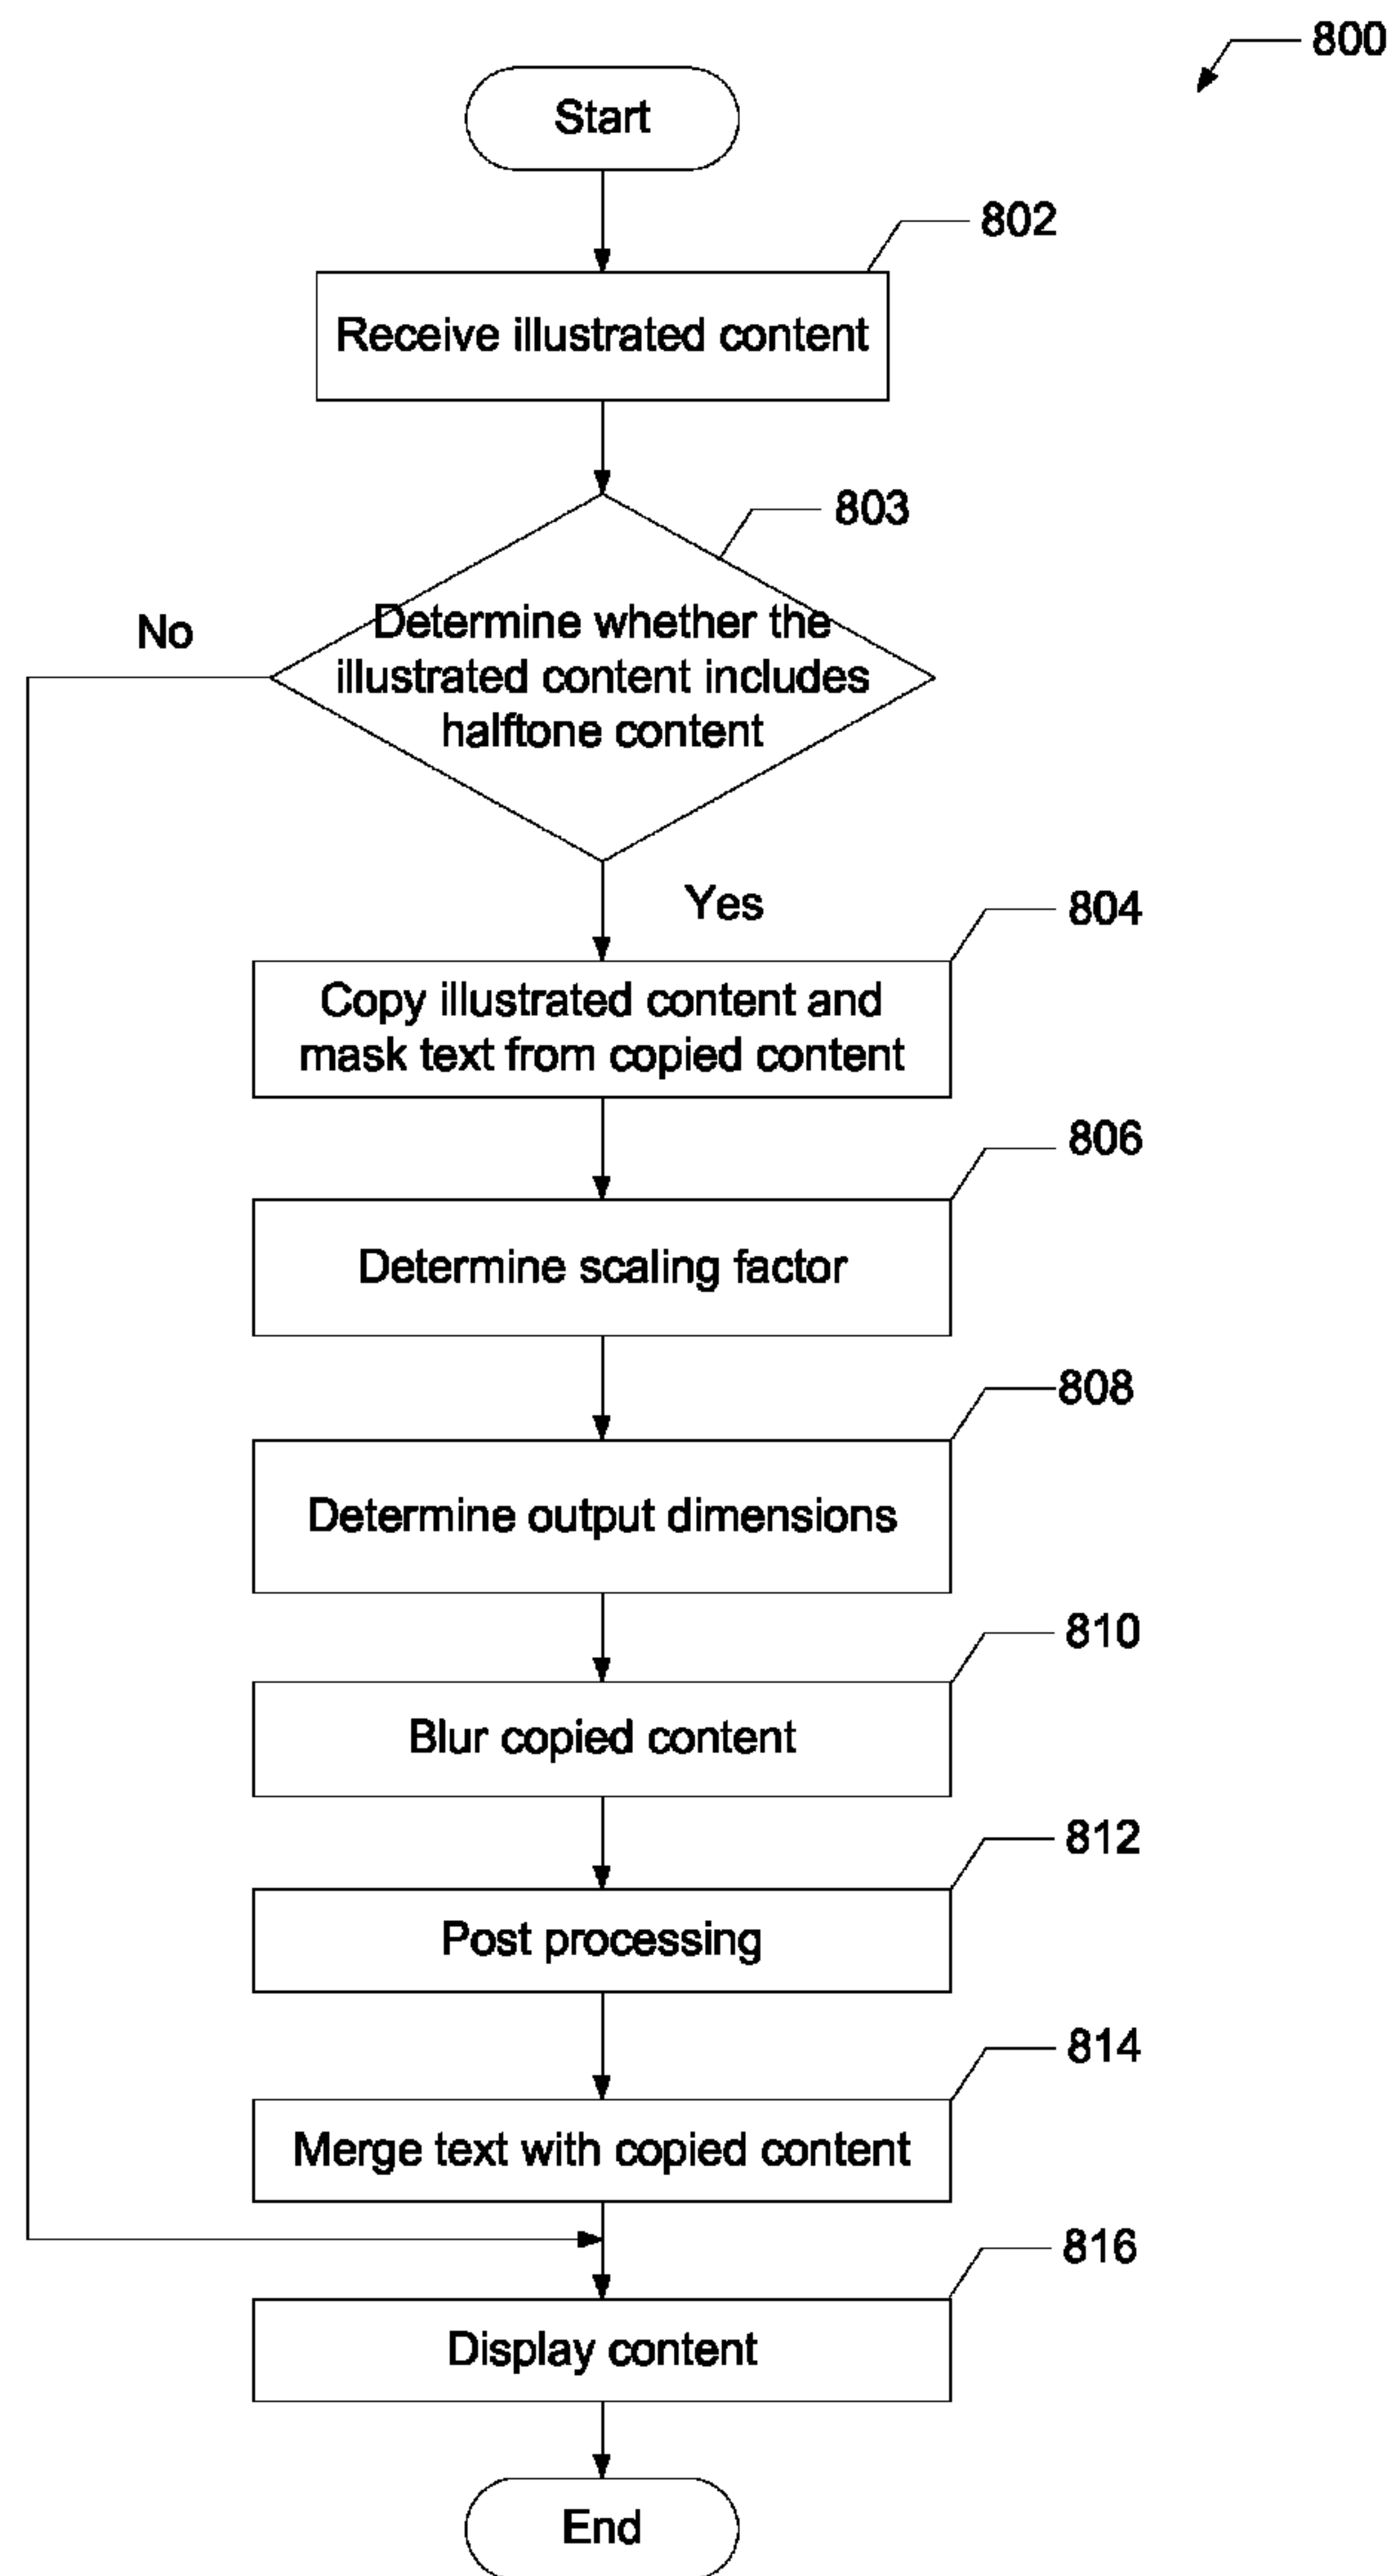 800
Start
802
Receive illustrated content
803
No
Determine whether the
illustrated content includes
halftone content
Yes
804
Copy illustrated content and
mask text from copied content
806
Determine scaling factor
808
Determine output dimensions
810
Blur copied content
812
Post processing
814
Merge text with copied content
816
Display content
End